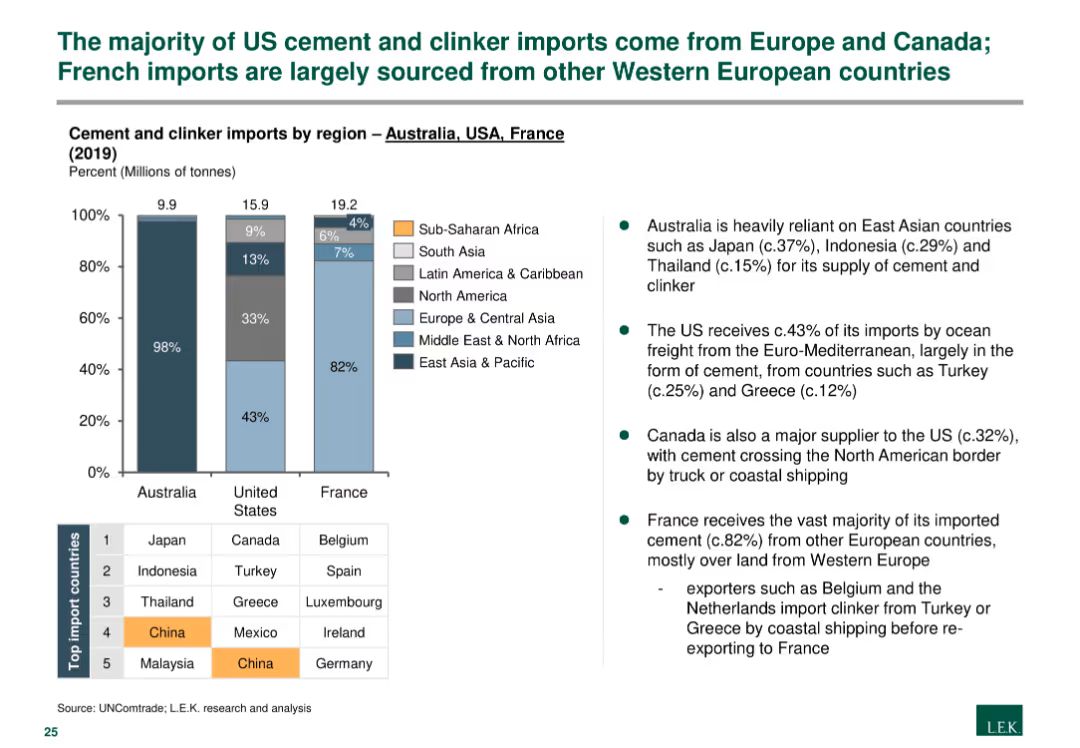 The majority of US cement and clinker imports come from Europe and Canada;
French imports are largely sourced from other Western European countries
Cement and clinker imports by region – Australia, USA, France
(2019)
Percent (Millions of tonnes)
9.9 15.9 19.2
100%
80%
60%
40%
20%
0%
98%
9%
13%
33%
43%
4%
6%
7%
82%
Australia United States France
Sub-Saharan Africa
South Asia
Latin America & Caribbean
North America
Europe & Central Asia
Middle East & North Africa
East Asia & Pacific
Top import countries
1 Japan Canada Belgium
2 Indonesia Turkey Spain
3 Thailand Greece Luxembourg
4 China Mexico Ireland
5 Malaysia China Germany
Australia is heavily reliant on East Asian countries
such as Japan (c.37%), Indonesia (c.29%) and
Thailand (c.15%) for its supply of cement and
clinker
The US receives c.43% of its imports by ocean
freight from the Euro-Mediterranean, largely in the
form of cement, from countries such as Turkey
(c.25%) and Greece (c.12%)
Canada is also a major supplier to the US (c.32%),
with cement crossing the North American border
by truck or coastal shipping
France receives the vast majority of its imported
cement (c.82%) from other European countries,
mostly over land from Western Europe
- exporters such as Belgium and the
Netherlands import clinker from Turkey or
Greece by coastal shipping before re-
exporting to France
Source: UNComtrade; L.E.K. research and analysis
25
L.E.K.